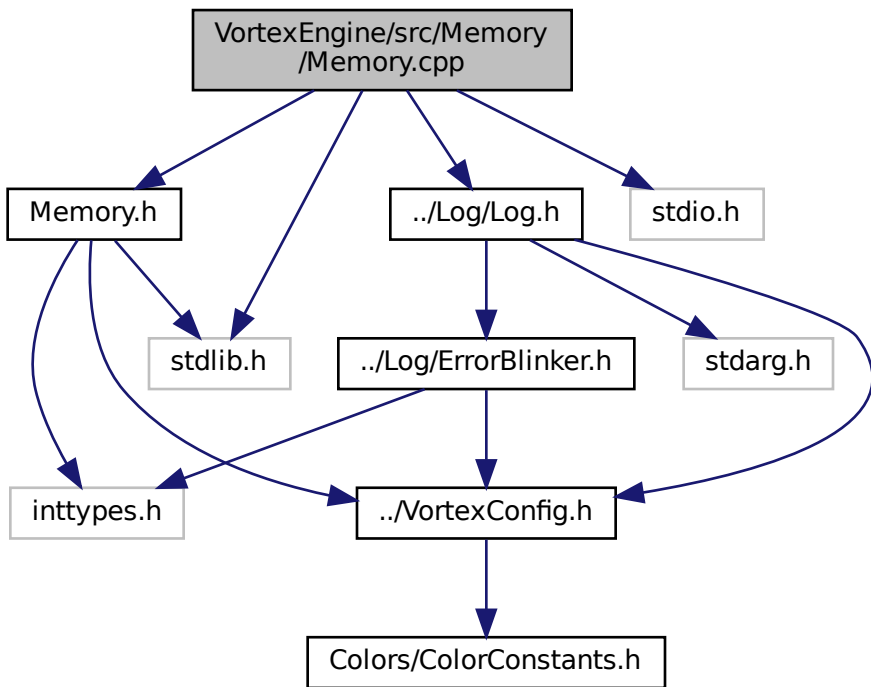 VortexEngine/src/Memory
/Memory.cpp
Memory.h
../Log/Log.h
stdio.h
stdlib.h
../Log/ErrorBlinker.h
stdarg.h
inttypes.h
../VortexConfig.h
Colors/ColorConstants.h